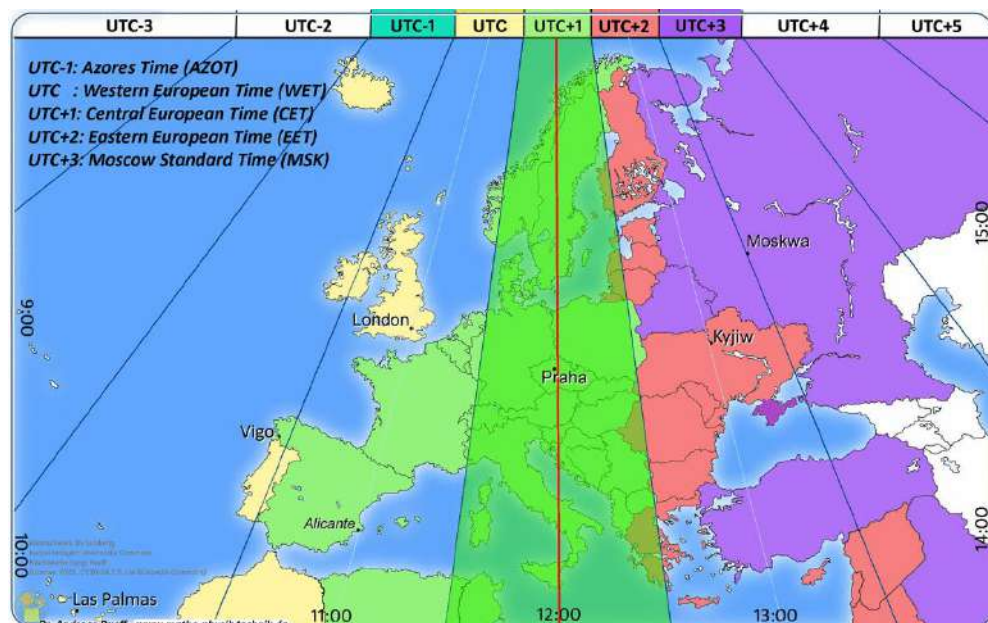 UTC-3 UTC-2 UTC-1 UTC UTC+1 UTC+2 UTC+3 UTC+4 UTC+5
UTC-1: Azores Time (AZOT)
UTC : Western European Time (WET)
UTC+1: Central European Time (CET)
UTC+2: Eastern European Time (EET)
UTC+3: Moscow Standard Time (MSK)
15:00
Moskwa
9:00
London
Kyjiw
Praha
Vigo
Alicante
14:00
10:00
Las Palmas
11:00
12:00
13:00